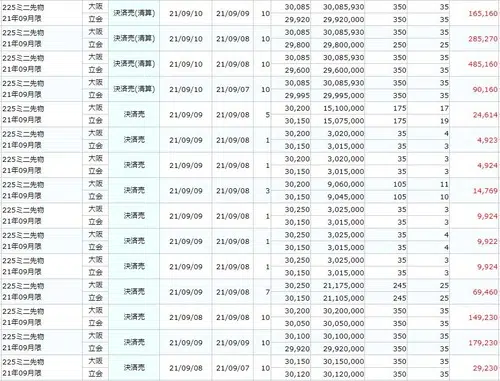 225ミニ先物 大阪 決済売(清算) 21/09/10 21/09/09 10 30,085 30,085,930 350 35 165,160
21年09月限 立会 29,920 29,920,000 350 35
225ミニ先物 大阪 決済売(清算) 21/09/10 21/09/08 10 30,085 30,085,930 350 35 285,270
21年09月限 立会 29,800 29,800,000 250 25
225ミニ先物 大阪 決済売(清算) 21/09/10 21/09/08 10 30,085 30,085,930 350 35 485,160
21年09月限 立会 29,600 29,600,000 350 35
225ミニ先物 大阪 決済売(清算) 21/09/10 21/09/07 10 30,085 30,085,930 350 35 90,160
21年09月限 立会 29,995 29,995,000 350 35
225ミニ先物 大阪 決済売 21/09/09 21/09/08 5 30,200 15,100,000 175 17 24,614
21年09月限 立会 30,150 15,075,000 175 19
225ミニ先物 大阪 決済売 21/09/09 21/09/08 1 30,200 3,020,000 35 4 4,923
21年09月限 立会 30,150 3,015,000 35 3
225ミニ先物 大阪 決済売 21/09/09 21/09/08 1 30,200 3,020,000 35 3 4,924
21年09月限 立会 30,150 3,015,000 35 3
225ミニ先物 大阪 決済売 21/09/09 21/09/08 3 30,200 9,060,000 105 11 14,769
21年09月限 立会 30,150 9,045,000 105 10
225ミニ先物 大阪 決済売 21/09/09 21/09/08 1 30,250 3,025,000 35 3 9,924
21年09月限 立会 30,150 3,015,000 35 3
225ミニ先物 大阪 決済売 21/09/09 21/09/08 1 30,250 3,025,000 35 4 9,922
21年09月限 立会 30,150 3,015,000 35 4
225ミニ先物 大阪 決済売 21/09/09 21/09/08 1 30,250 3,025,000 35 3 9,924
21年09月限 立会 30,150 3,015,000 35 3
225ミニ先物 大阪 決済売 21/09/09 21/09/08 7 30,250 21,175,000 245 25 69,460
21年09月限 立会 30,150 21,105,000 245 25
225ミニ先物 大阪 決済売 21/09/08 21/09/08 10 30,200 30,200,000 350 35 149,230
21年09月限 立会 30,050 30,050,000 350 35
225ミニ先物 大阪 決済売 21/09/08 21/09/08 10 30,100 30,100,000 350 35 179,230
21年09月限 立会 29,920 29,920,000 350 35
225ミニ先物 大阪 決済売 21/09/08 21/09/07 10 30,150 30,150,000 350 35 29,230
21年09月限 立会 30,120 30,120,000 350 35